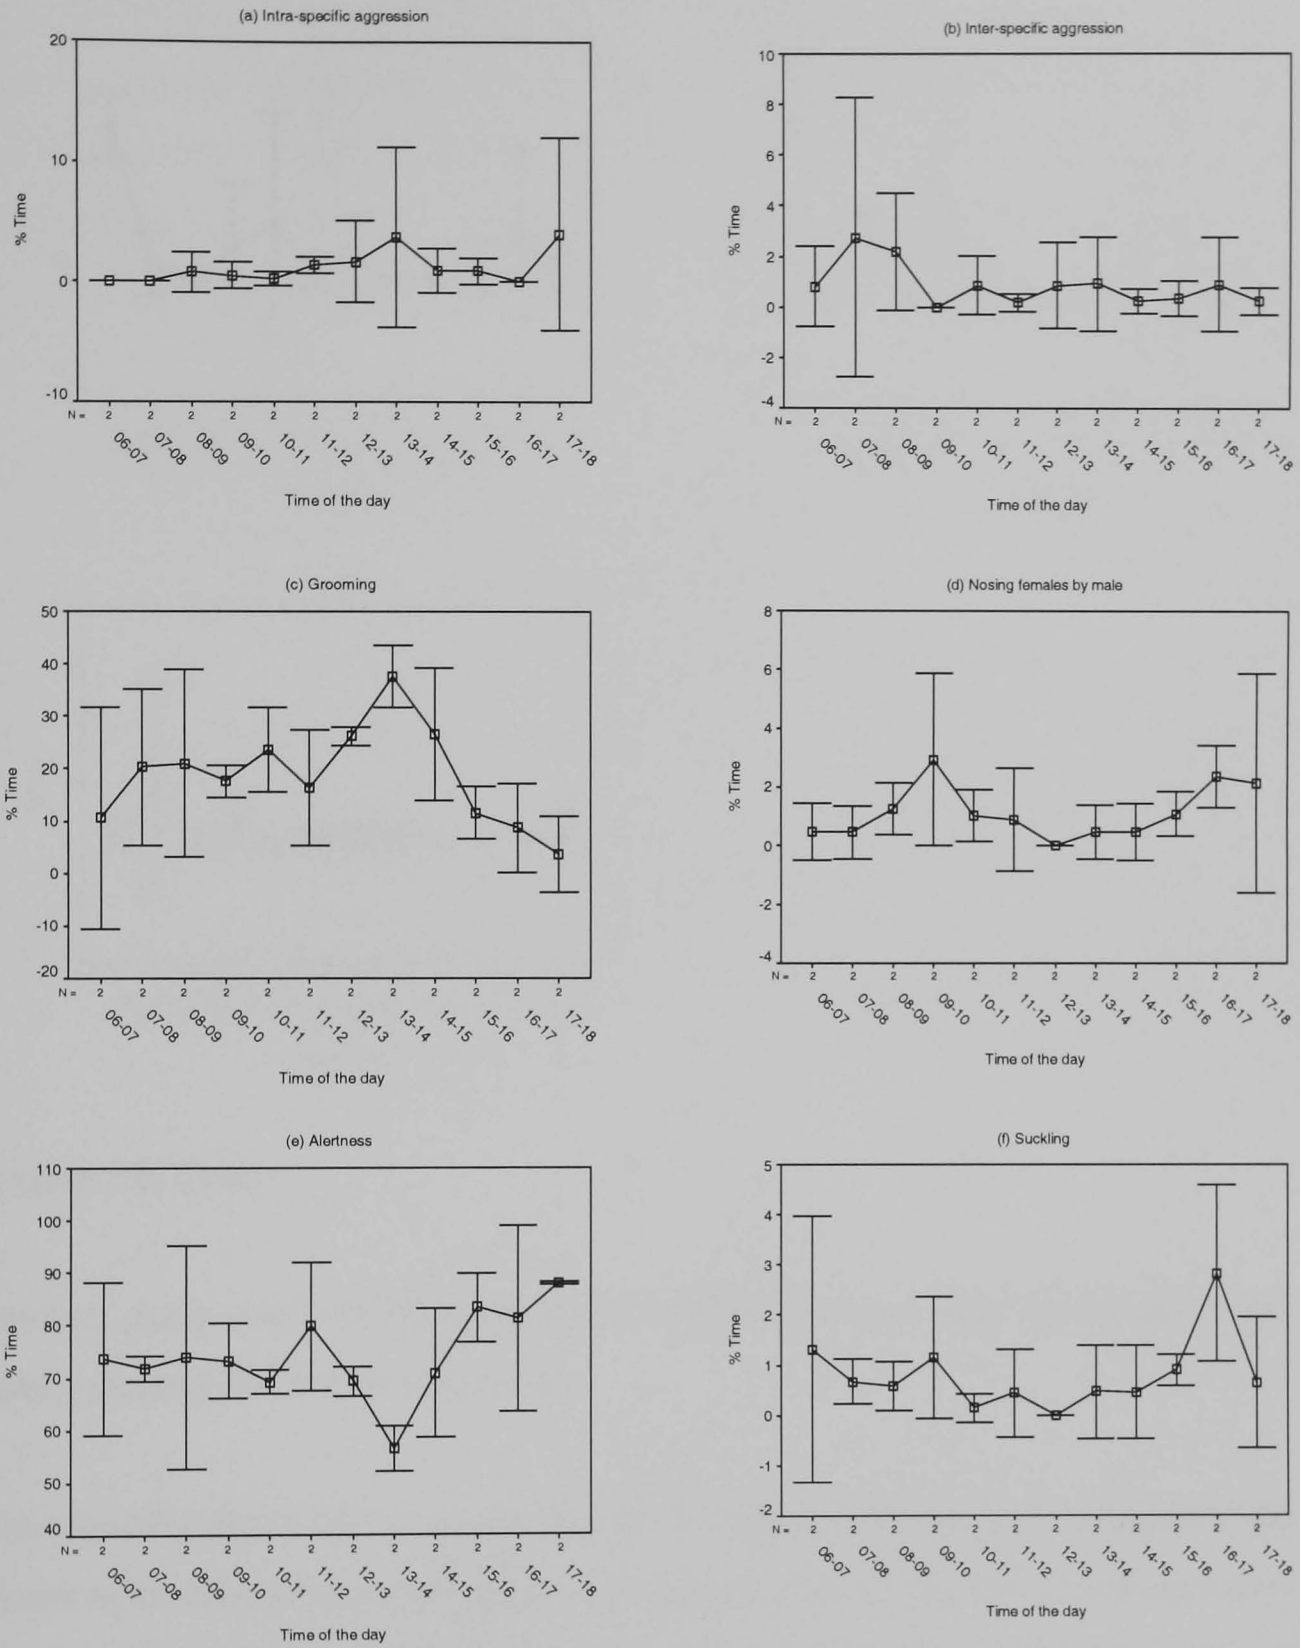 (a) Intra-specific aggression
20
10
0
-10
% Time
N = 2 2 2 2 2 2 2 2 2 2 2 2
06-07 07-08 08-09 09-10 10-11 11-12 12-13 13-14 14-15 15-16 16-17 17-18
Time of the day
(b) Inter-specific aggression
10
8
6
4
2
0
-2
-4
% Time
N = 2 2 2 2 2 2 2 2 2 2 2 2
06-07 07-08 08-09 09-10 10-11 11-12 12-13 13-14 14-15 15-16 16-17 17-18
Time of the day
(c) Grooming
50
40
30
20
10
0
-10
-20
% Time
N = 2 2 2 2 2 2 2 2 2 2 2 2
06-07 07-08 08-09 09-10 10-11 11-12 12-13 13-14 14-15 15-16 16-17 17-18
Time of the day
(d) Nosing females by male
8
6
4
2
0
-2
-4
% Time
N = 2 2 2 2 2 2 2 2 2 2 2 2
06-07 07-08 08-09 09-10 10-11 11-12 12-13 13-14 14-15 15-16 16-17 17-18
Time of the day
(e) Alertness
110
100
90
80
70
60
50
40
% Time
N = 2 2 2 2 2 2 2 2 2 2 2 2
06-07 07-08 08-09 09-10 10-11 11-12 12-13 13-14 14-15 15-16 16-17 17-18
Time of the day
(f) Suckling
5
4
3
2
1
0
-1
-2
% Time
N = 2 2 2 2 2 2 2 2 2 2 2 2
06-07 07-08 08-09 09-10 10-11 11-12 12-13 13-14 14-15 15-16 16-17 17-18
Time of the day